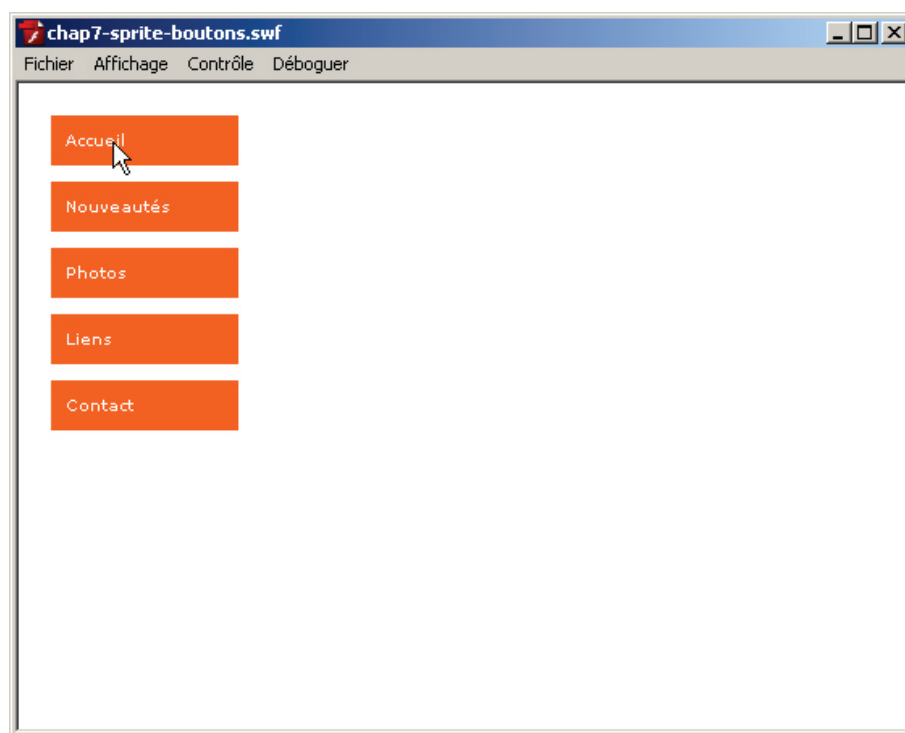 chap7-sprite-boutons.swf
Fichier Affichage Contrôle Déboguer
Accueil
Nouveautés
Photos
Liens
Contact